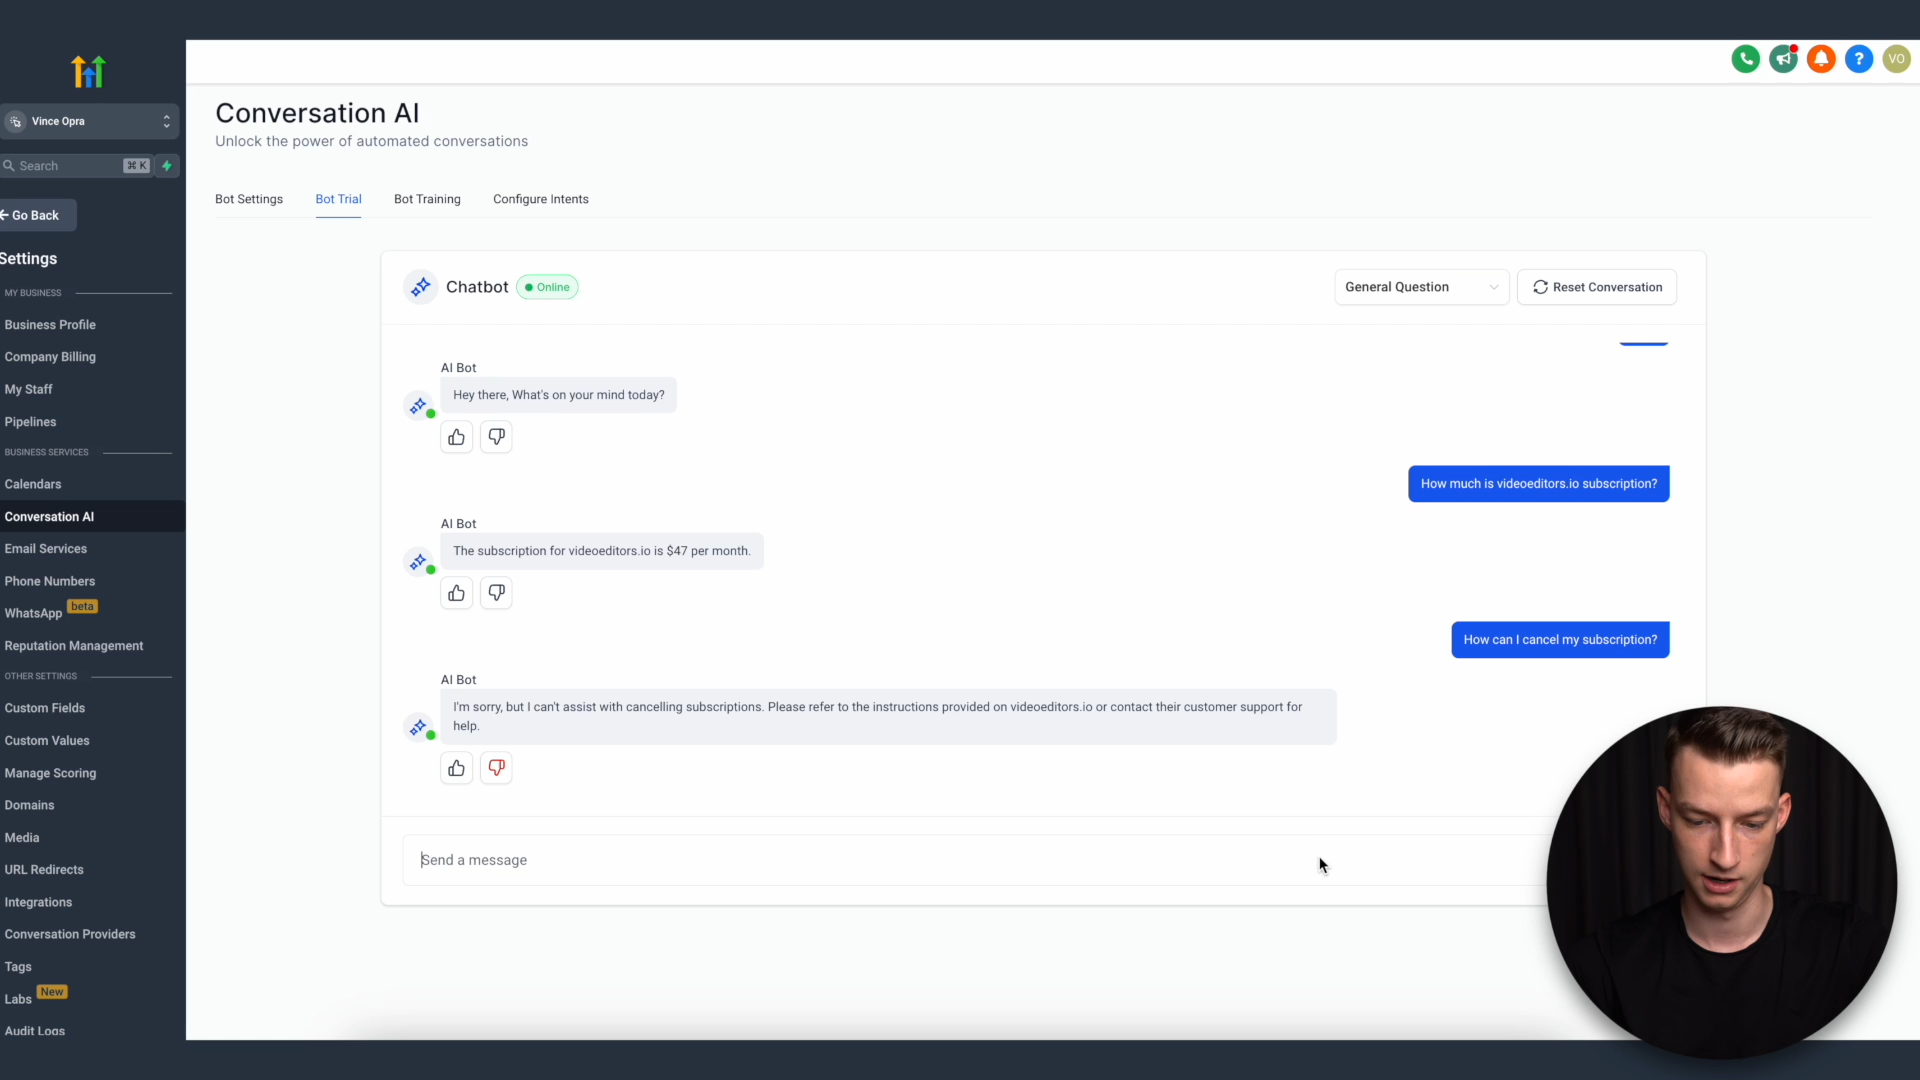 VO
Vince Opra
Search
⌘ K
Go Back
Settings
MY BUSINESS
Business Profile
Company Billing
My Staff
Pipelines
BUSINESS SERVICES
Calendars
Conversation AI
Email Services
Phone Numbers
WhatsApp beta
Reputation Management
OTHER SETTINGS
Custom Fields
Custom Values
Manage Scoring
Domains
Media
URL Redirects
Integrations
Conversation Providers
Tags
Labs New
Audit Logs
Conversation AI
Unlock the power of automated conversations
Bot Settings
Bot Trial
Bot Training
Configure Intents
Chatbot
Online
General Question
Reset Conversation
AI Bot
Hey there, What's on your mind today?
How much is videoeditors.io subscription?
AI Bot
The subscription for videoeditors.io is $47 per month.
How can I cancel my subscription?
AI Bot
I'm sorry, but I can't assist with cancelling subscriptions. Please refer to the instructions provided on videoeditors.io or contact their customer support for
help.
Send a message